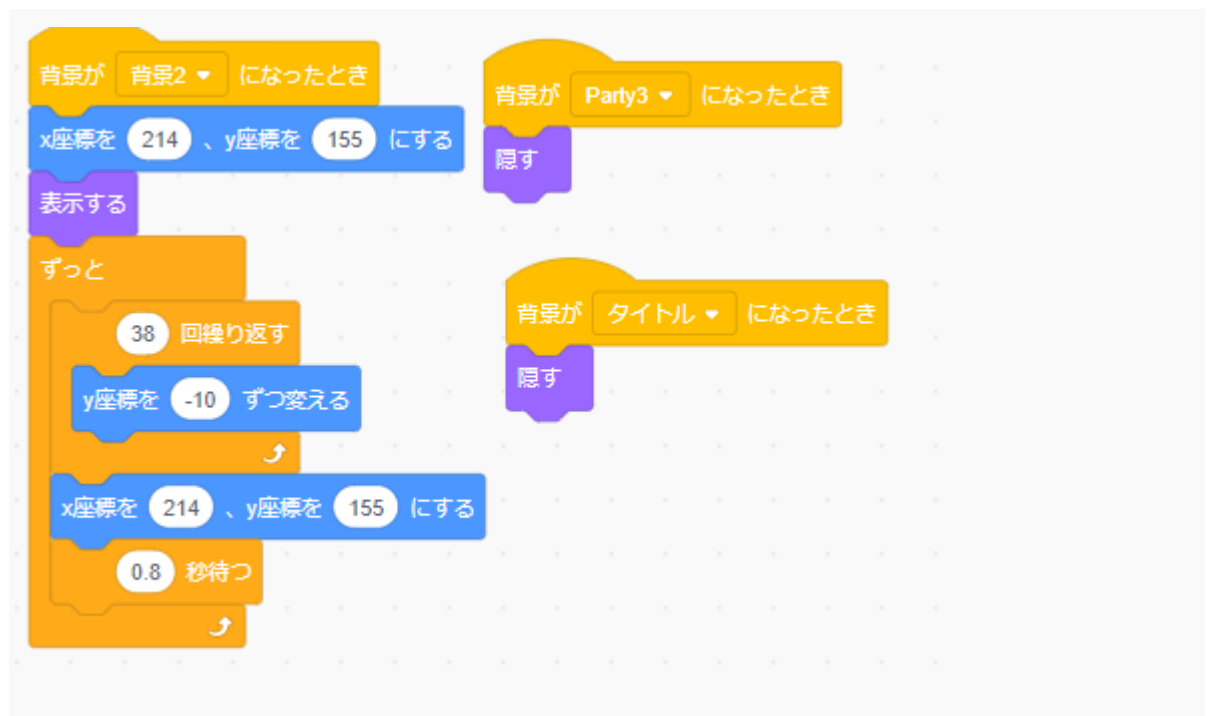 背景が 背景2 になったとき
x座標を 214 、y座標を 155 にする
表示する
ずっと
38 回繰り返す
y座標を -10 ずつ変える
x座標を 214 、y座標を 155 にする
0.8 秒待つ
背景が Party3 になったとき
隠す
背景が タイトル になったとき
隠す